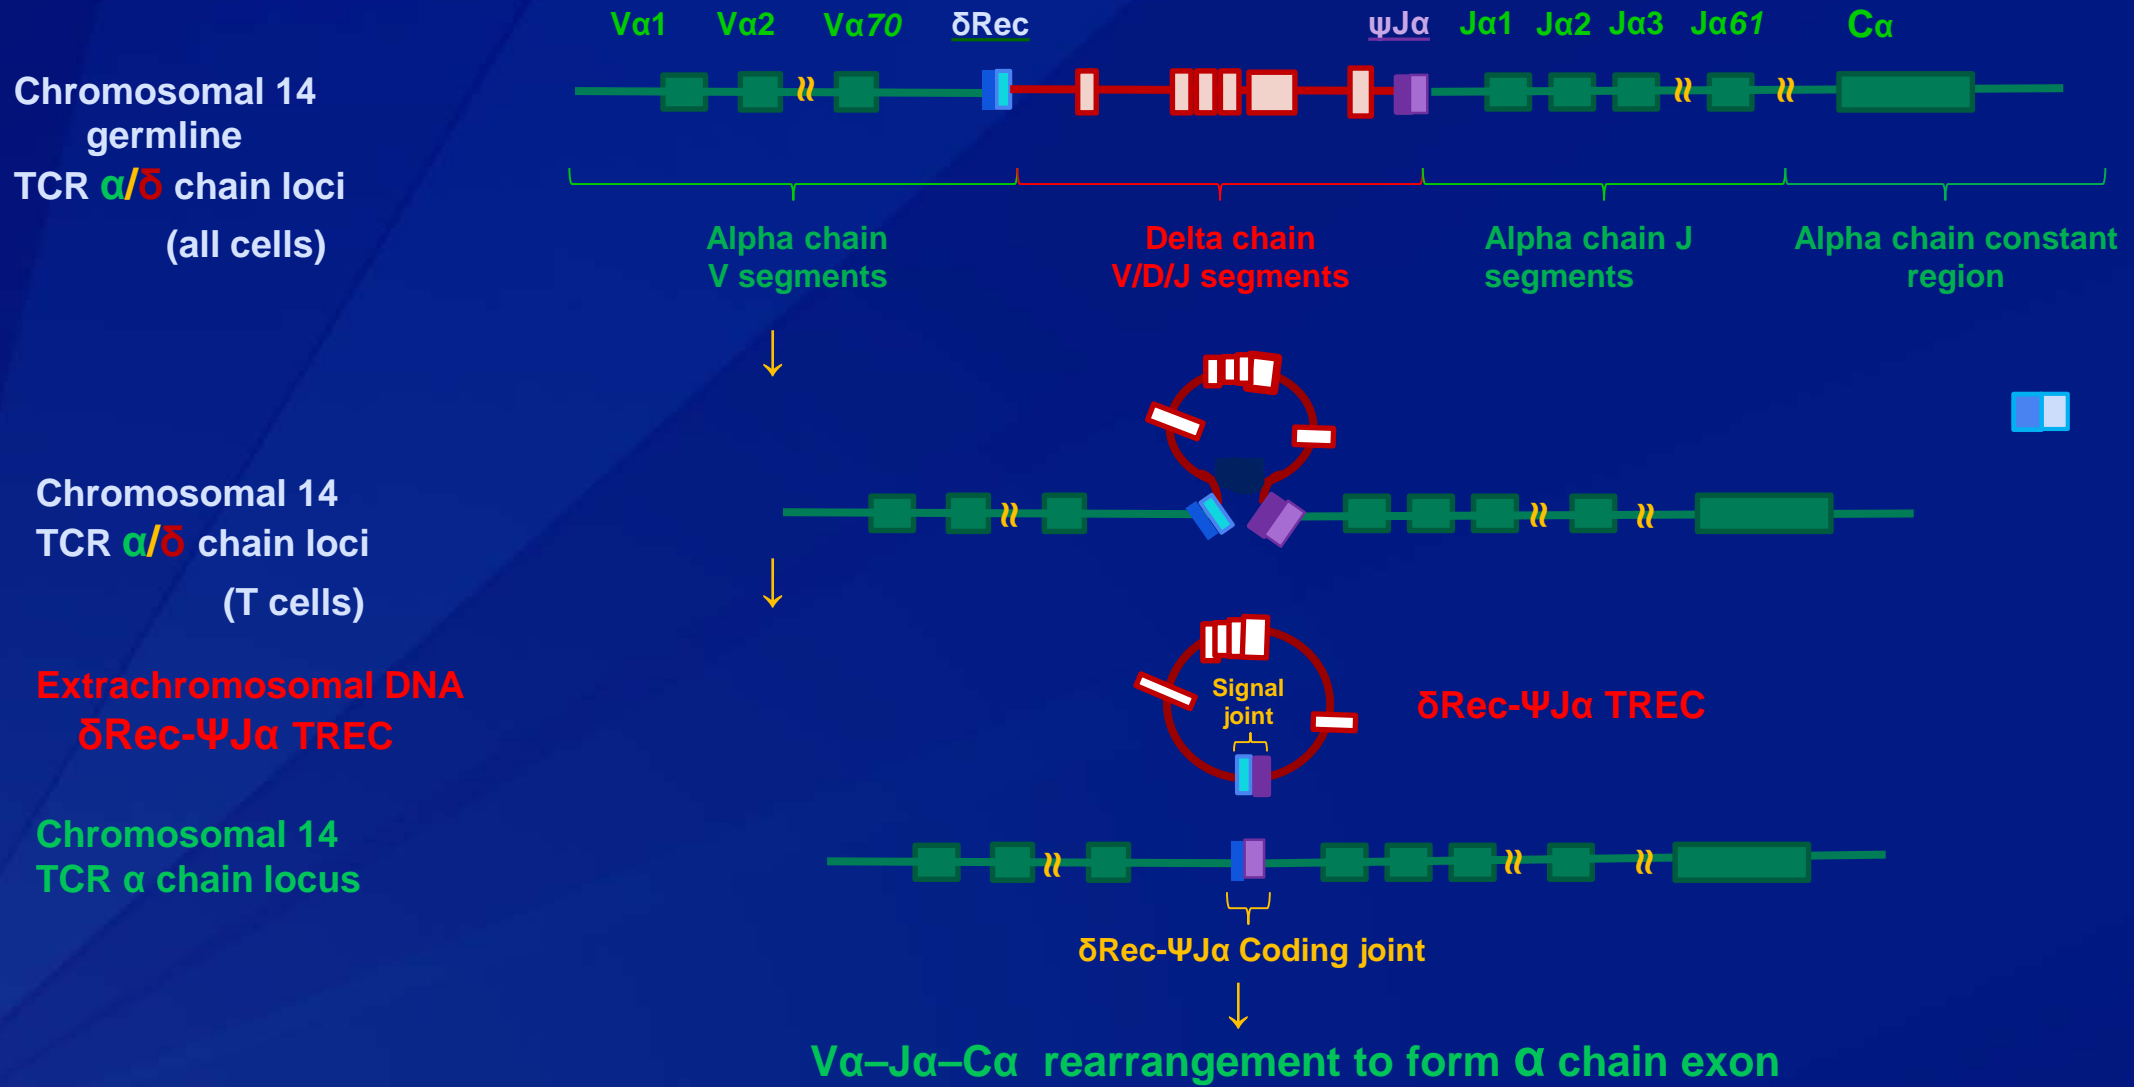 Vα1 Vα2 Vα70 δRec ψJα Jα1 Jα2 Jα3 Jα61 Cα
Chromosomal 14
germline
TCR α/δ chain loci
(all cells)
Alpha chain
V segments
Delta chain
V/D/J segments
Alpha chain J
segments
Alpha chain constant
region
Chromosomal 14
TCR α/δ chain loci
(T cells)
Extrachromosomal DNA
δRec-ΨJα TREC
Signal
joint
δRec-ΨJα TREC
Chromosomal 14
TCR α chain locus
δRec-ΨJα Coding joint
Vα–Jα–Cα rearrangement to form α chain exon